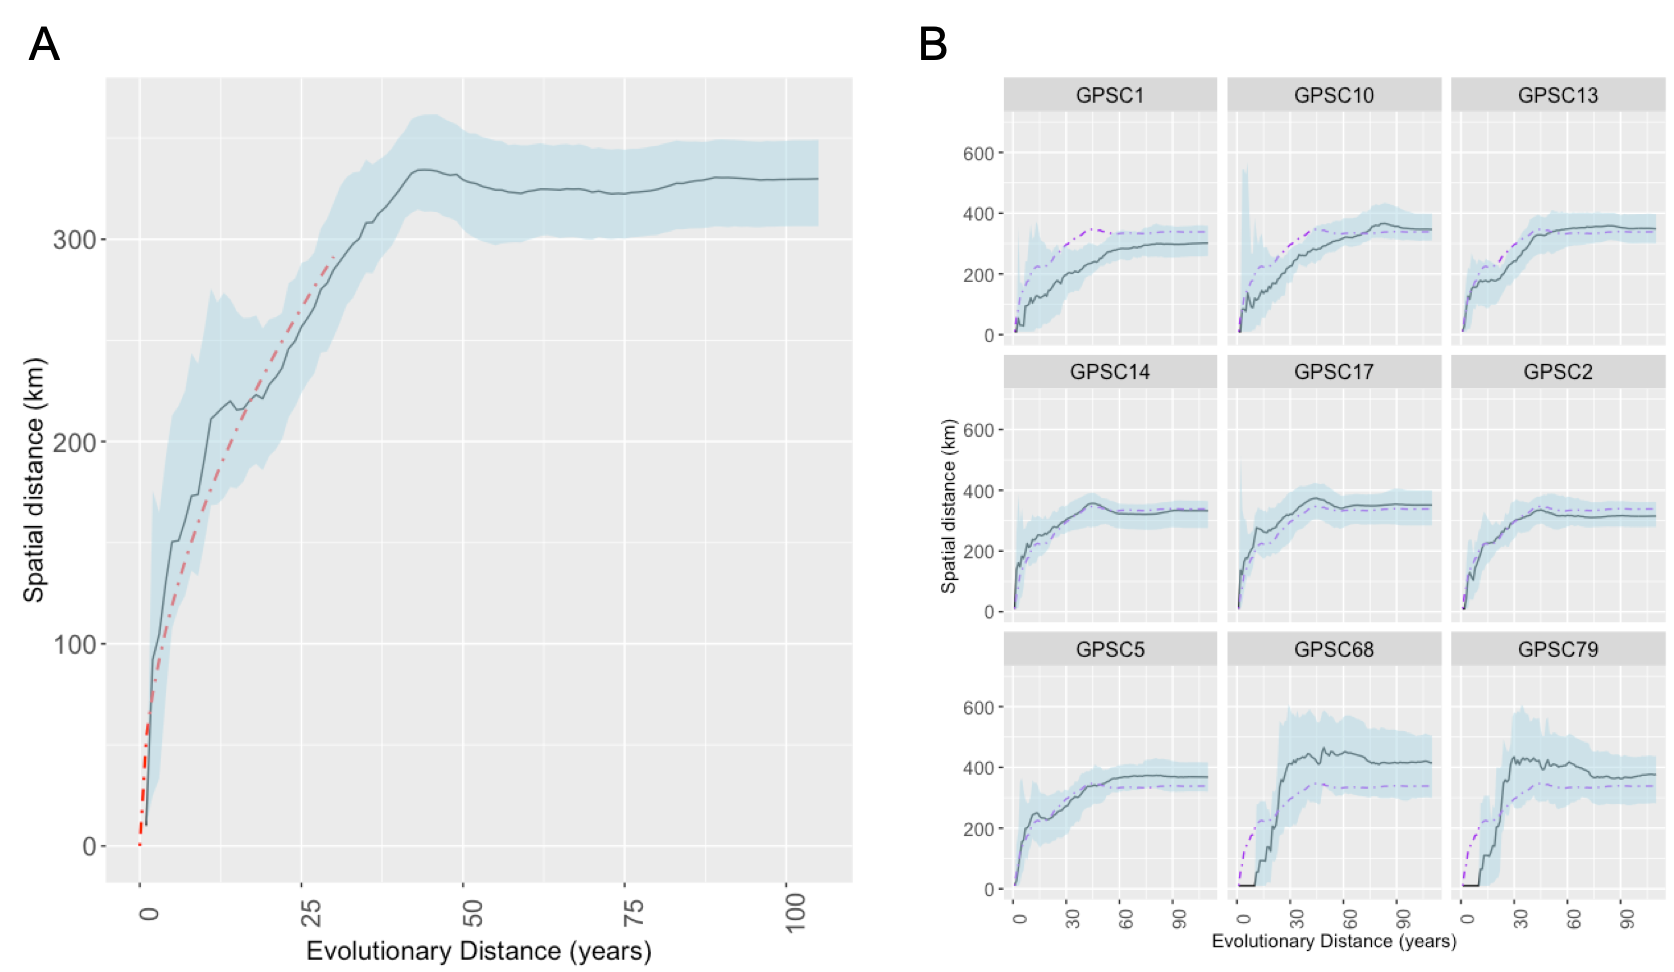 A
B
Spatial distance (km)
300
200
100
0
0
25
50
75
100
Evolutionary Distance (years)
GPSC1
GPSC10
GPSC13
600
400
200
0
GPSC14
GPSC17
GPSC2
600
400
200
0
Spatial distance (km)
GPSC5
GPSC68
GPSC79
600
400
200
0
0 30 60 90
0 30 60 90
0 30 60 90
Evolutionary Distance (years)